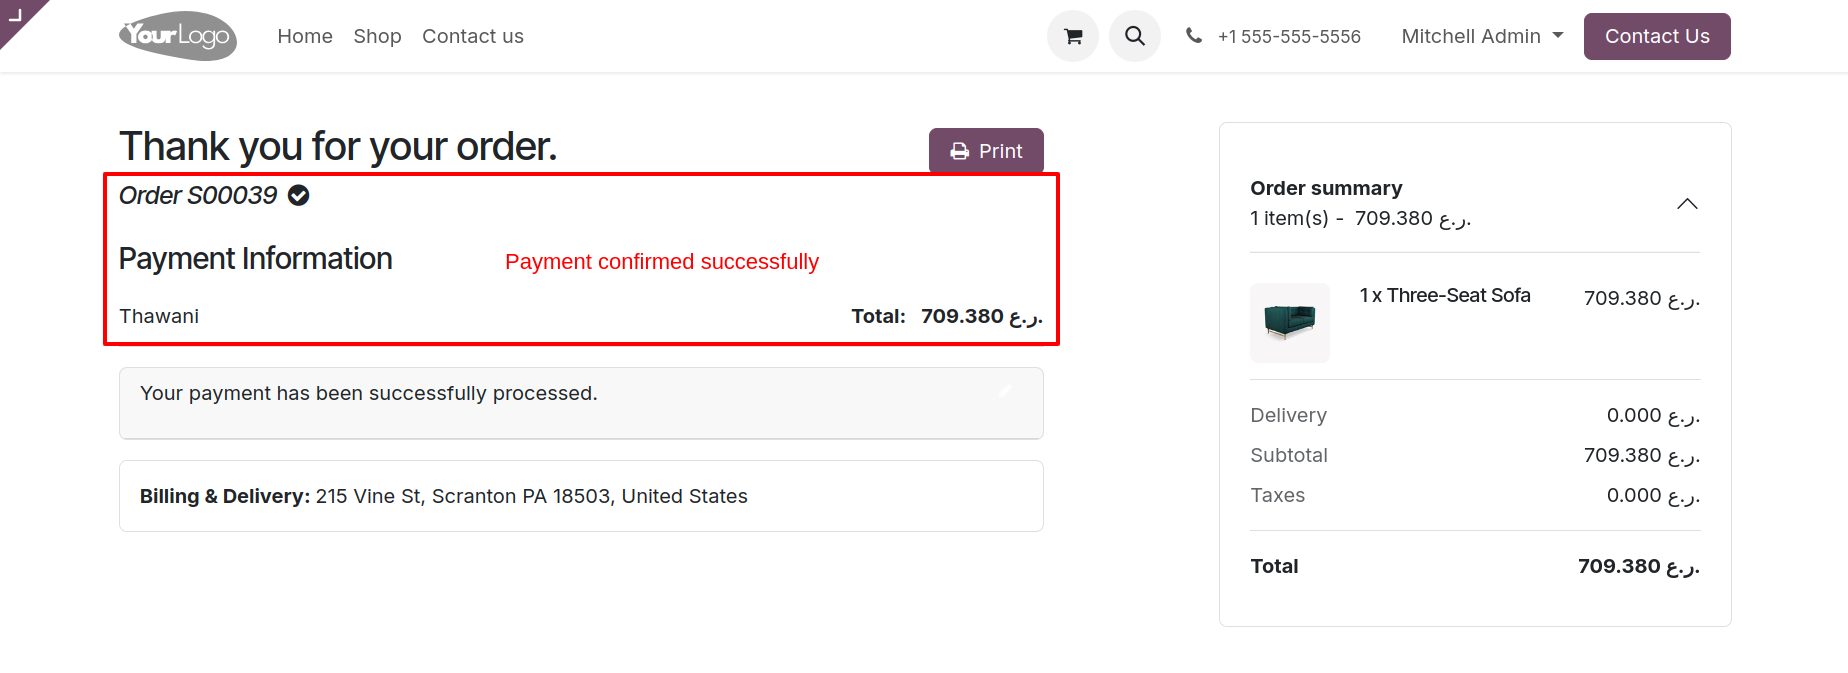 YourLogo
Home Shop Contact us
+1 555-555-5556
Mitchell Admin
Contact Us
Thank you for your order.
Print
Order S00039
Payment Information
Payment confirmed successfully
Thawani
Total: 709.380 ر.ع.
Your payment has been successfully processed.
Billing & Delivery: 215 Vine St, Scranton PA 18503, United States
Order summary
1 item(s) - 709.380 ر.ع.
1 x Three-Seat Sofa 709.380 ر.ع.
Delivery 0.000 ر.ع.
Subtotal 709.380 ر.ع.
Taxes 0.000 ر.ع.
Total 709.380 ر.ع.